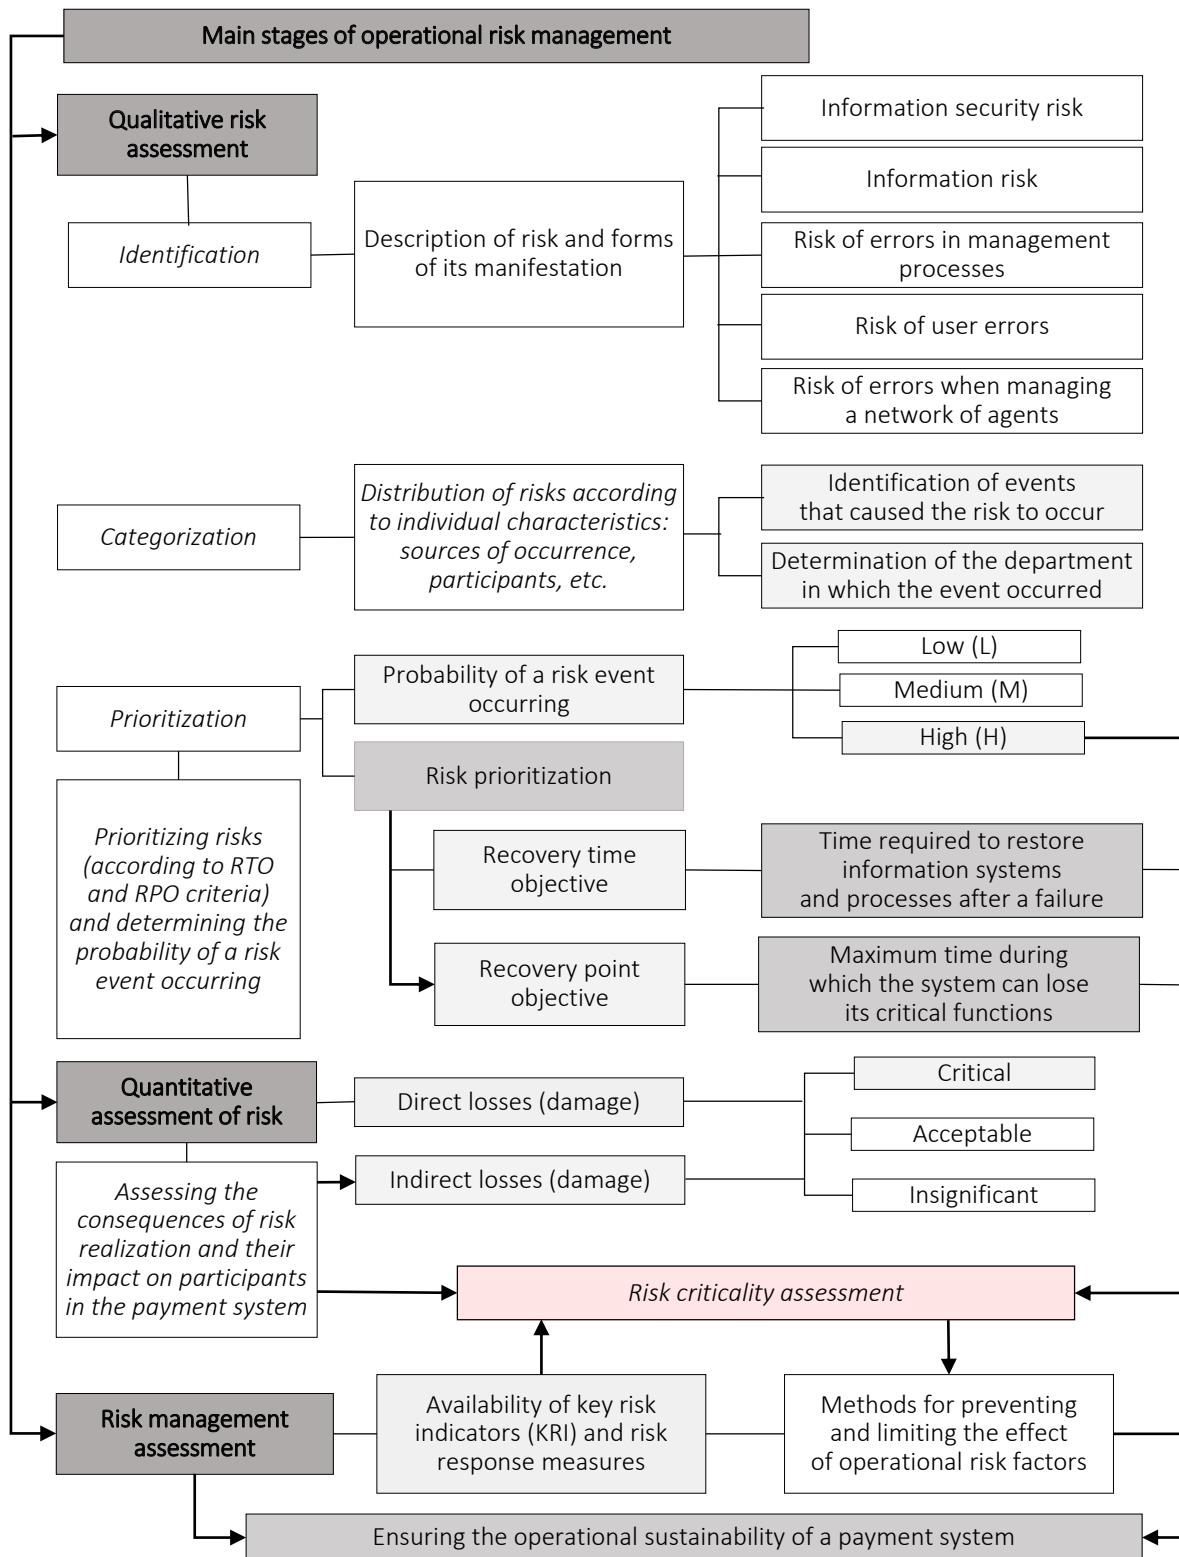 Main stages of operational risk management
Qualitative risk
assessment
Identification
Description of risk and forms
of its manifestation
Information security risk
Information risk
Risk of errors in management
processes
Risk of user errors
Risk of errors when managing
a network of agents
Categorization
Distribution of risks according
to individual characteristics:
sources of occurrence,
participants, etc.
Identification of events
that caused the risk to occur
Determination of the department
in which the event occurred
Prioritization
Probability of a risk event
occurring
Low (L)
Medium (M)
High (H)
Risk prioritization
Prioritizing risks
(according to RTO
and RPO criteria)
and determining the
probability of a risk
event occurring
Recovery time
objective
Time required to restore
information systems
and processes after a failure
Recovery point
objective
Maximum time during
which the system can lose
its critical functions
Quantitative
assessment of risk
Direct losses (damage)
Indirect losses (damage)
Critical
Acceptable
Insignificant
Assessing the
consequences of risk
realization and their
impact on participants
in the payment system
Risk criticality assessment
Risk management
assessment
Availability of key risk
indicators (KRI) and risk
response measures
Methods for preventing
and limiting the effect
of operational risk factors
Ensuring the operational sustainability of a payment system